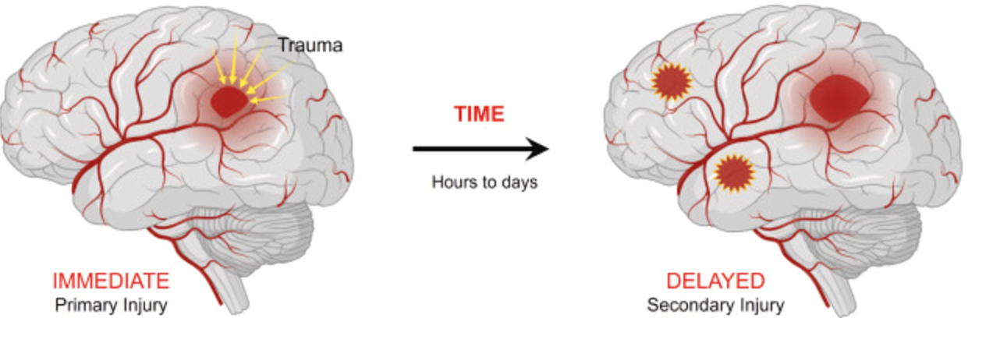 Trauma
TIME
Hours to days
IMMEDIATE
Primary Injury
DELAYED
Secondary Injury